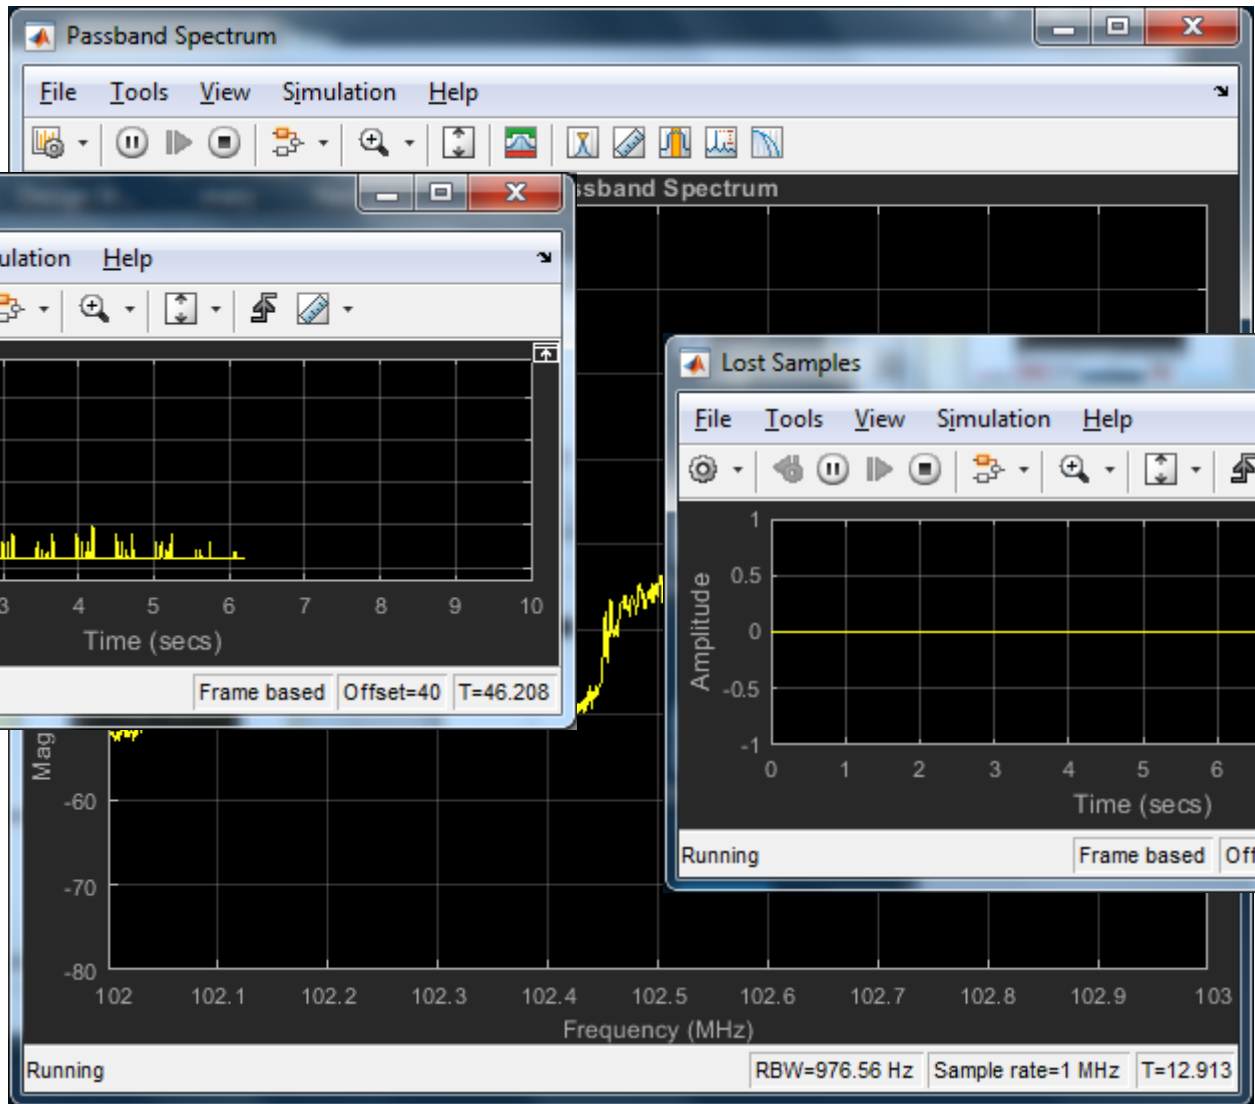 Passband Spectrum
File Tools View Simulation Help
ssband Spectrum
ulation Help
3 4 5 6 7 8 9 10
Time (secs)
Frame based Offset=40 T=46.208
Lost Samples
File Tools View Simulation Help
1
0.5
0
-0.5
-1
Amplitude
0 1 2 3 4 5 6
Time (secs)
Running Frame based Off
Mag
-60
-70
-80
102 102.1 102.2 102.3 102.4 102.5 102.6 102.7 102.8 102.9 103
Frequency (MHz)
Running RBW=976.56 Hz Sample rate=1 MHz T=12.913